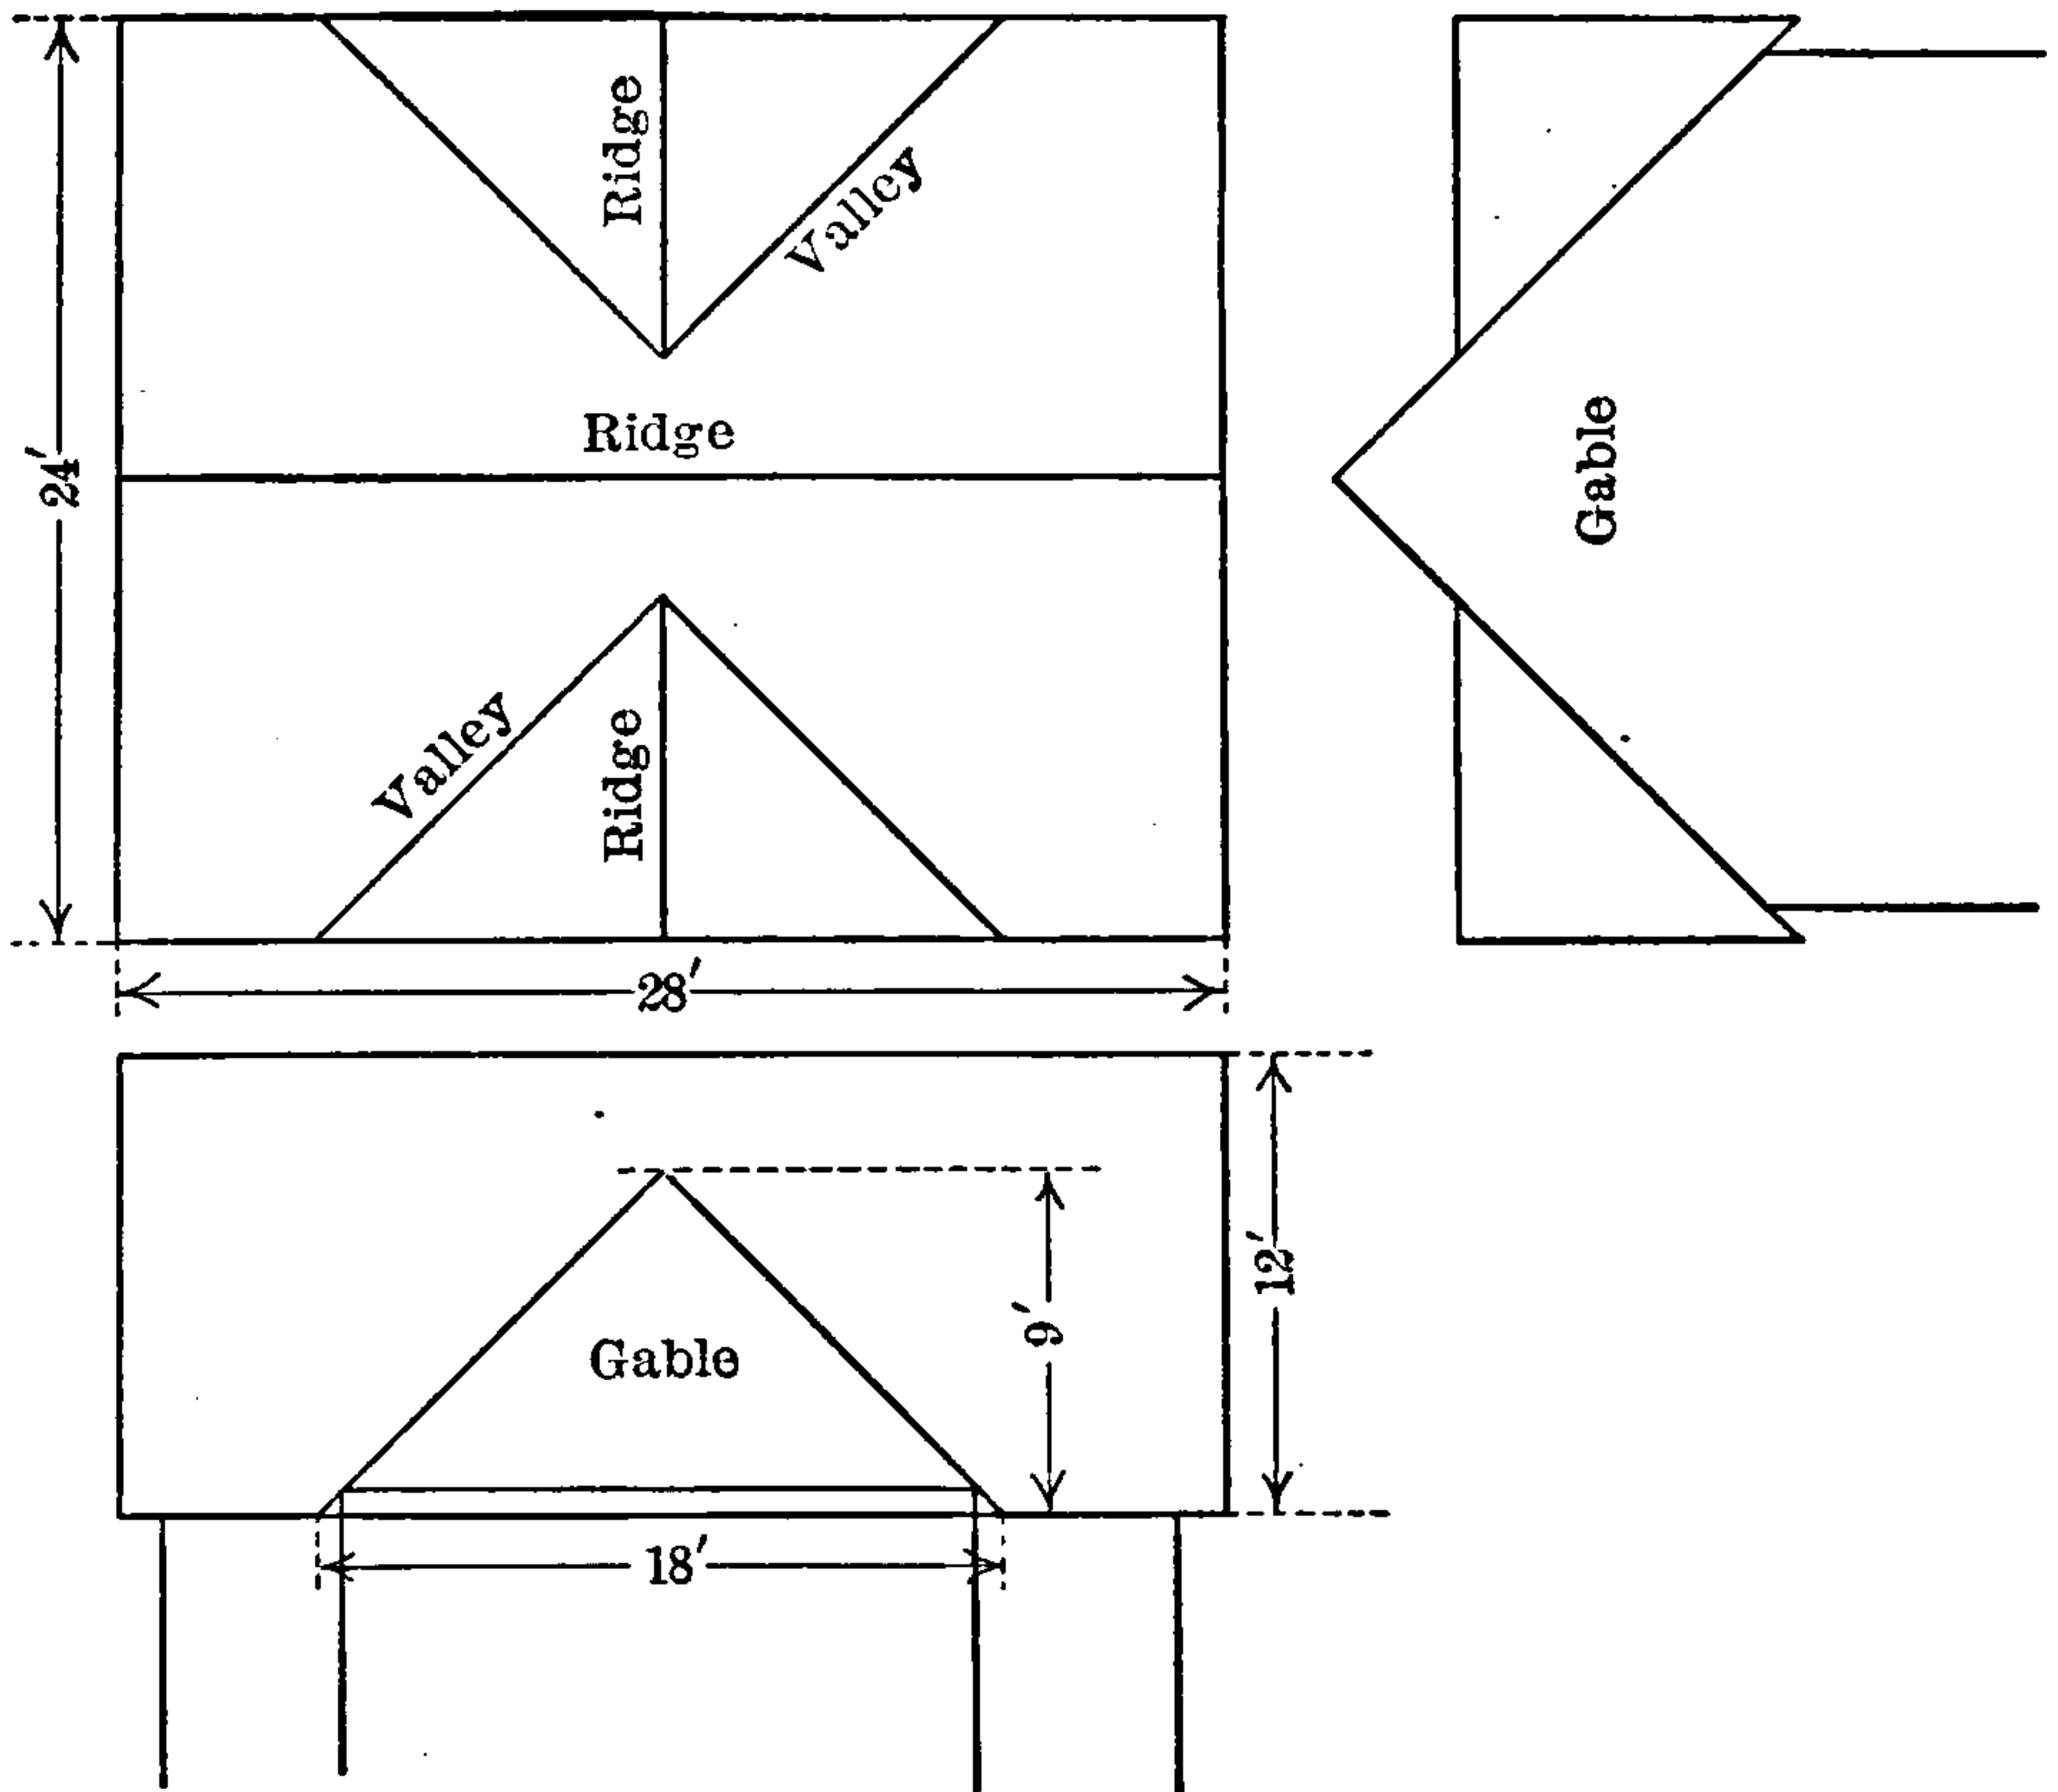 Ridge
Valley
Ridge
24′
Gable
Valley
Ridge
28′
9′
12′
Gable
18′